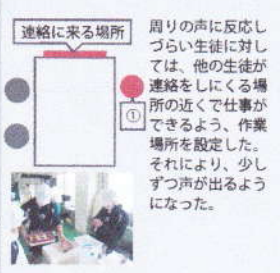 連絡に来る場所
①
周りの声に反応し
づらい生徒に対し
ては、他の生徒が
連絡をしにくる場
所の近くで仕事が
できるよう、作業
場所を設定した。
それにより、少し
ずつ声が出るよう
になった。